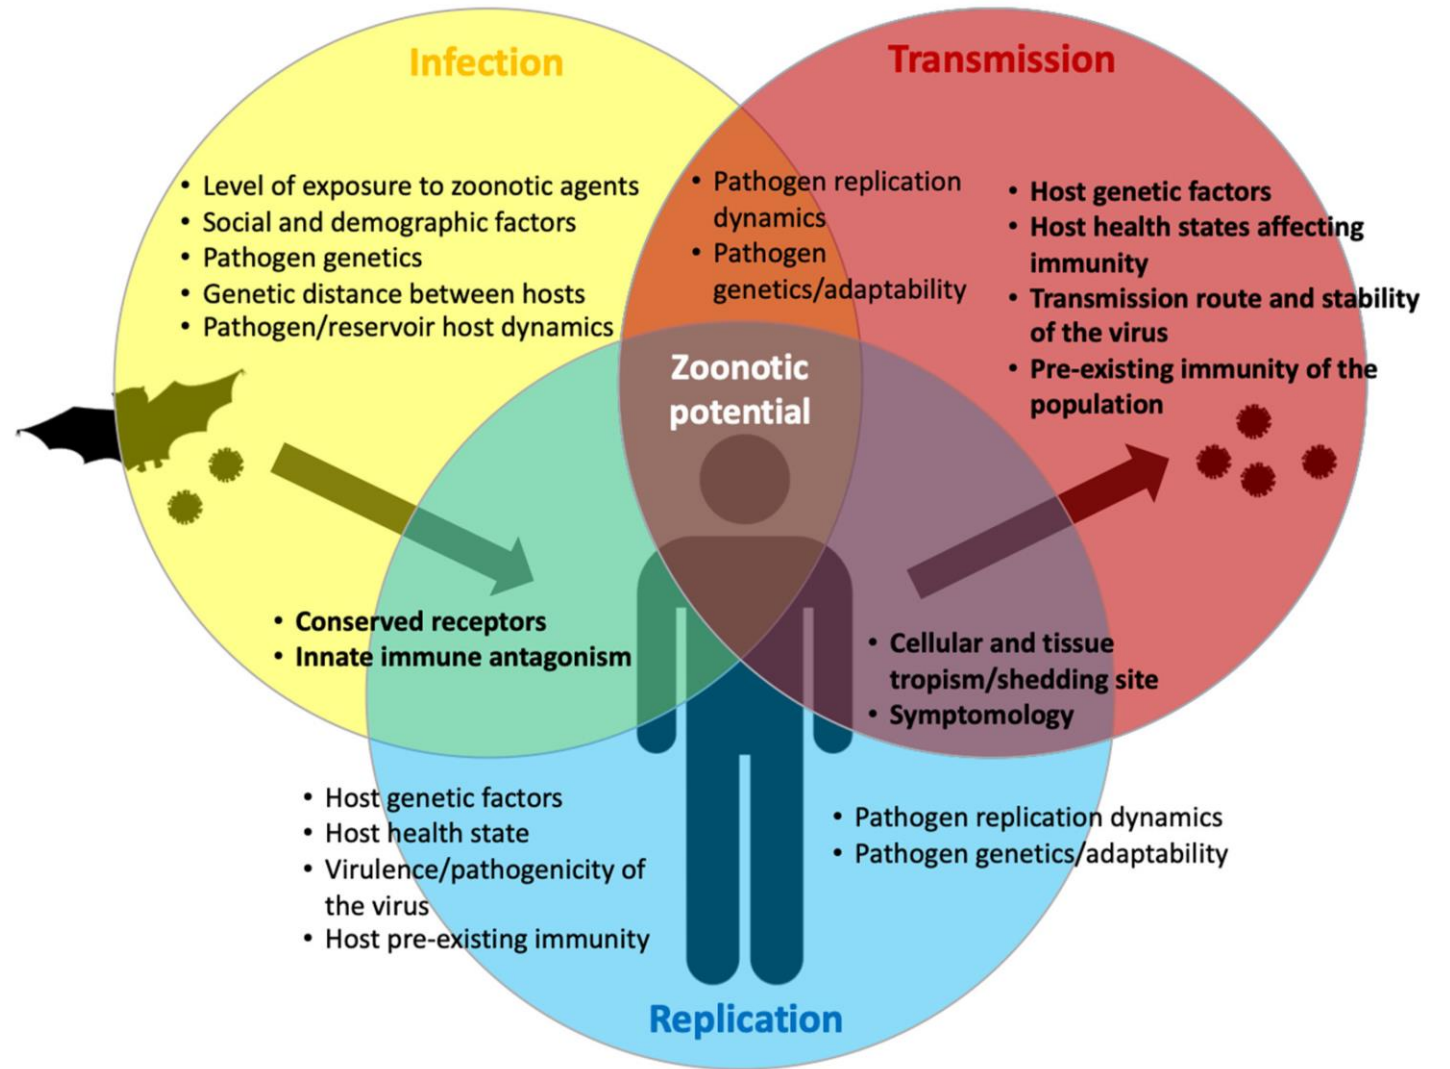 Infection
Transmission
• Level of exposure to zoonotic agents
• Social and demographic factors
• Pathogen genetics
• Genetic distance between hosts
• Pathogen/reservoir host dynamics
• Pathogen replication
dynamics
• Pathogen
genetics/adaptability
• Host genetic factors
• Host health states affecting
immunity
• Transmission route and stability
of the virus
• Pre-existing immunity of the
population
Zoonotic
potential
• Conserved receptors
• Innate immune antagonism
• Cellular and tissue
tropism/shedding site
• Symptomology
• Host genetic factors
• Host health state
• Virulence/pathogenicity of
the virus
• Host pre-existing immunity
• Pathogen replication dynamics
• Pathogen genetics/adaptability
Replication